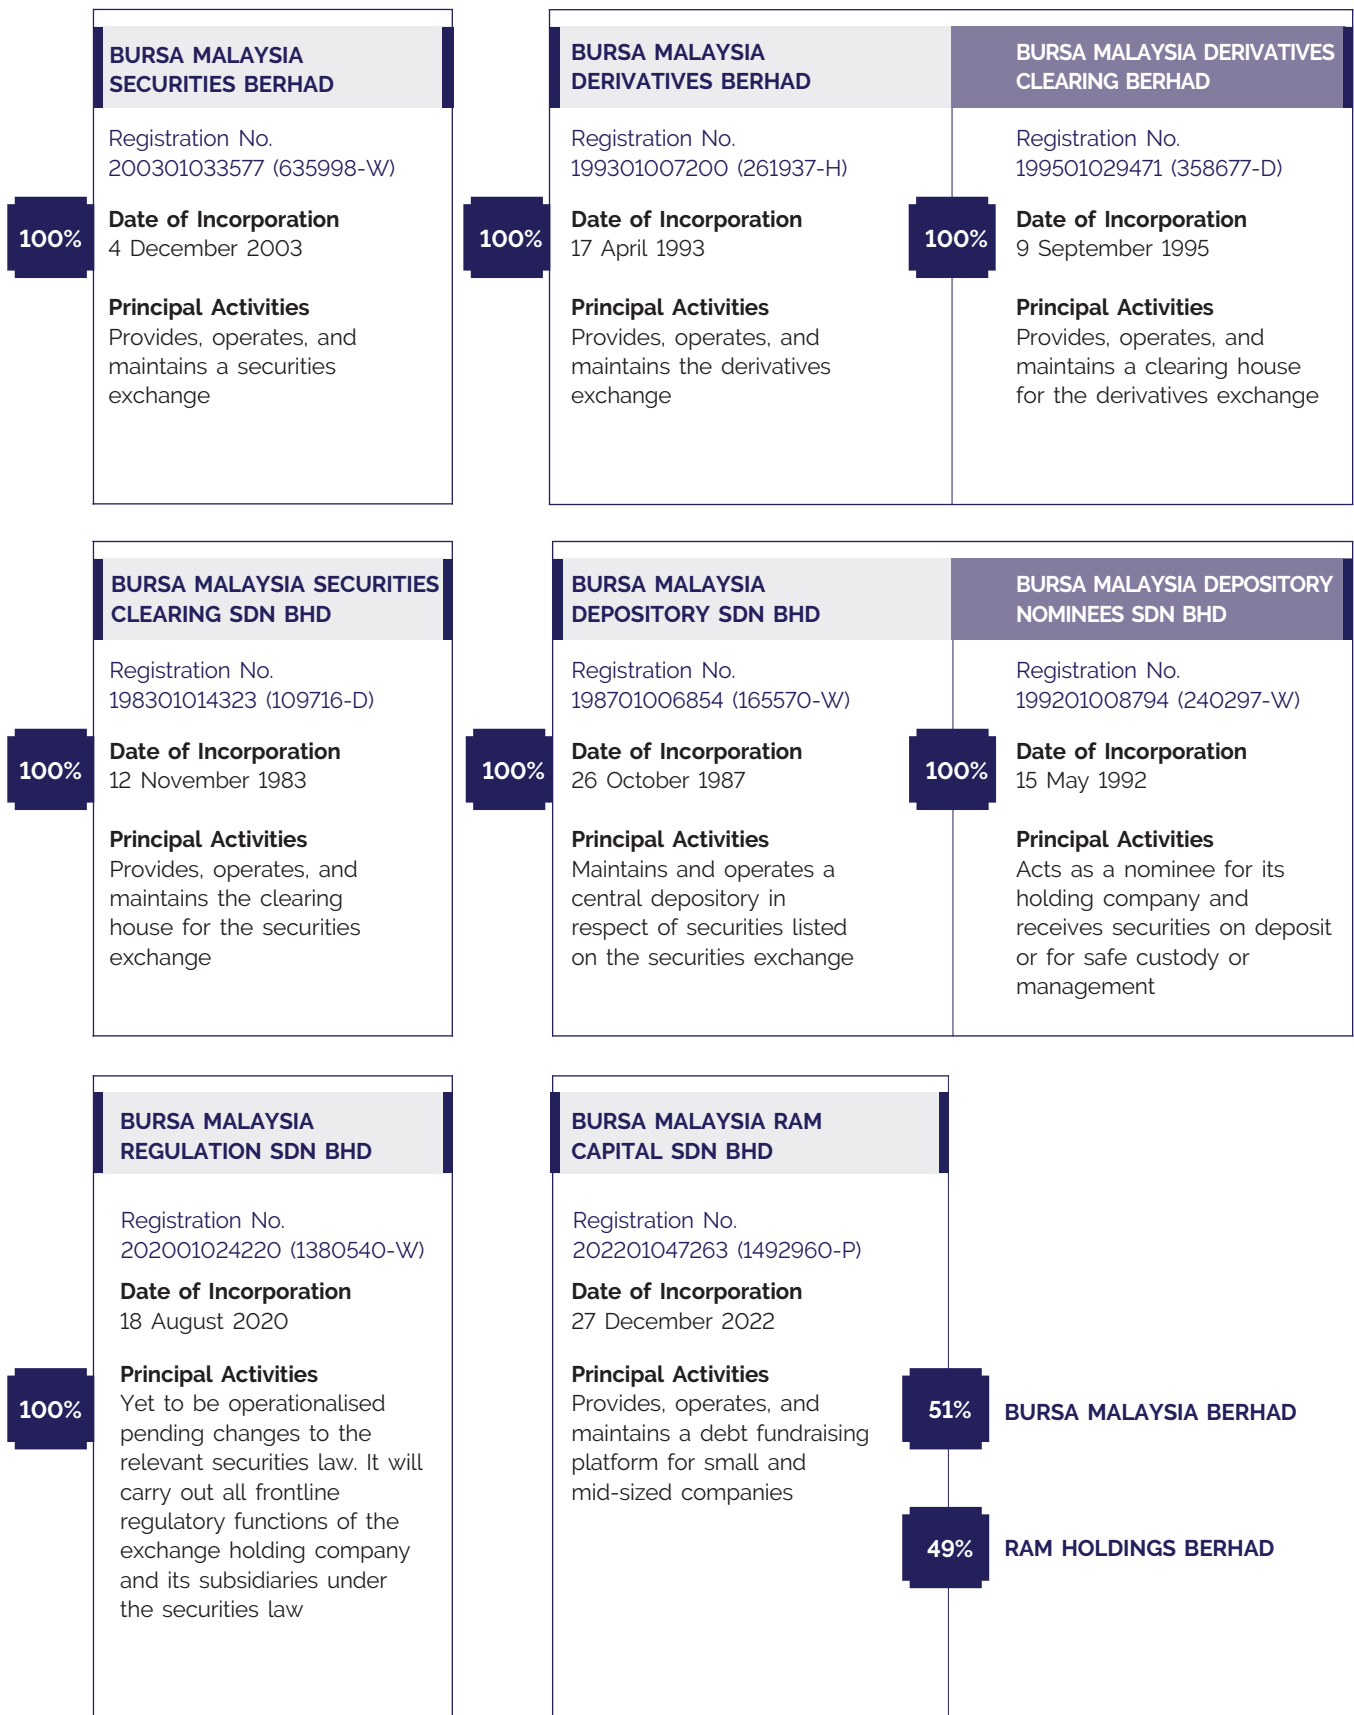 BURSA MALAYSIA
SECURITIES BERHAD
Registration No.
200301033577 (635998-W)
100%
Date of Incorporation
4 December 2003
Principal Activities
Provides, operates, and
maintains a securities
exchange
BURSA MALAYSIA
DERIVATIVES BERHAD
Registration No.
199301007200 (261937-H)
100%
Date of Incorporation
17 April 1993
Principal Activities
Provides, operates, and
maintains the derivatives
exchange
BURSA MALAYSIA DERIVATIVES
CLEARING BERHAD
Registration No.
199501029471 (358677-D)
100%
Date of Incorporation
9 September 1995
Principal Activities
Provides, operates, and
maintains a clearing house
for the derivatives exchange
BURSA MALAYSIA SECURITIES
CLEARING SDN BHD
Registration No.
198301014323 (109716-D)
100%
Date of Incorporation
12 November 1983
Principal Activities
Provides, operates, and
maintains the clearing
house for the securities
exchange
BURSA MALAYSIA
DEPOSITORY SDN BHD
Registration No.
198701006854 (165570-W)
100%
Date of Incorporation
26 October 1987
Principal Activities
Maintains and operates a
central depository in
respect of securities listed
on the securities exchange
BURSA MALAYSIA DEPOSITORY
NOMINEES SDN BHD
Registration No.
199201008794 (240297-W)
100%
Date of Incorporation
15 May 1992
Principal Activities
Acts as a nominee for its
holding company and
receives securities on deposit
or for safe custody or
management
BURSA MALAYSIA
REGULATION SDN BHD
Registration No.
202001024220 (1380540-W)
Date of Incorporation
18 August 2020
100%
Principal Activities
Yet to be operationalised
pending changes to the
relevant securities law. It will
carry out all frontline
regulatory functions of the
exchange holding company
and its subsidiaries under
the securities law
BURSA MALAYSIA RAM
CAPITAL SDN BHD
Registration No.
202201047263 (1492960-P)
Date of Incorporation
27 December 2022
Principal Activities
Provides, operates, and
maintains a debt fundraising
platform for small and
mid-sized companies
51% BURSA MALAYSIA BERHAD
49% RAM HOLDINGS BERHAD